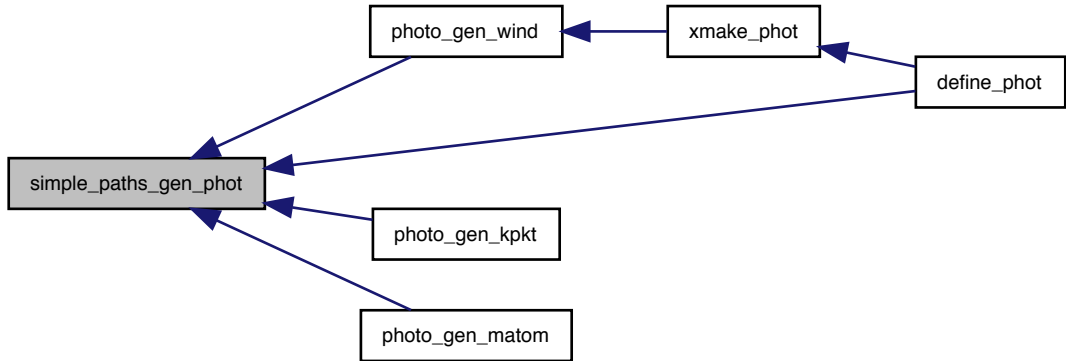 photo_gen_wind
xmake_phot
define_phot
simple_paths_gen_phot
photo_gen_kpkt
photo_gen_matom